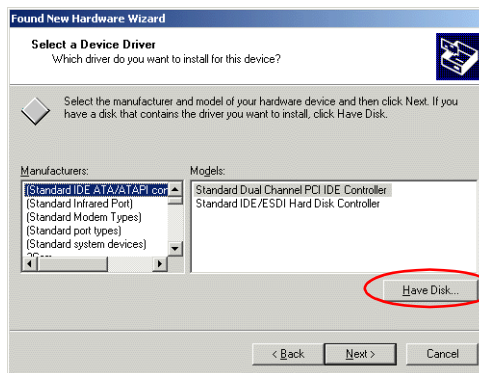 Found New Hardware Wizard
Select a Device Driver
Which driver do you want to install for this device?
Select the manufacturer and model of your hardware device and then click Next. If you
have a disk that contains the driver you want to install, click Have Disk.
Manufacturers:
(Standard IDE ATA/ATAPI con
(Standard Infrared Port)
(Standard Modem Types)
(Standard port types)
(Standard system devices)
Models:
Standard Dual Channel PCI IDE Controller
Standard IDE/ESDI Hard Disk Controller
Have Disk...
< Back
Next >
Cancel